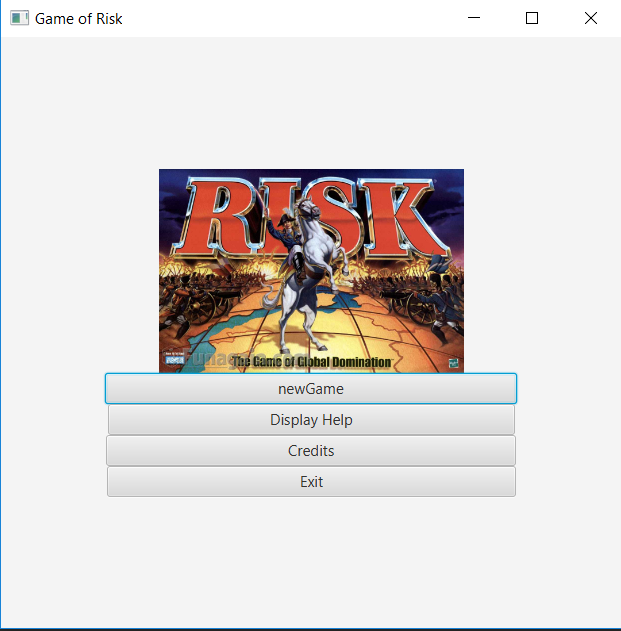 Game of Risk
RISK
The Game of Global Domination
newGame
Display Help
Credits
Exit